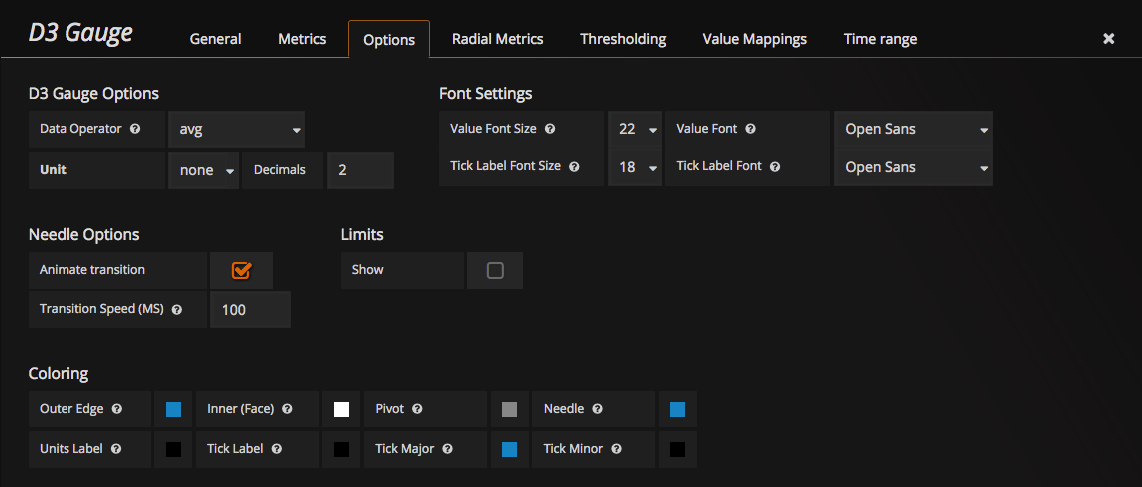 D3 Gauge General Metrics Options Radial Metrics Thresholding Value Mappings Time range
D3 Gauge Options
Data Operator avg
Unit none Decimals 2
Font Settings
Value Font Size 22 Value Font Open Sans
Tick Label Font Size 18 Tick Label Font Open Sans
Needle Options
Animate transition
Transition Speed (MS) 100
Limits
Show
Coloring
Outer Edge Inner (Face) Pivot Needle
Units Label Tick Label Tick Major Tick Minor